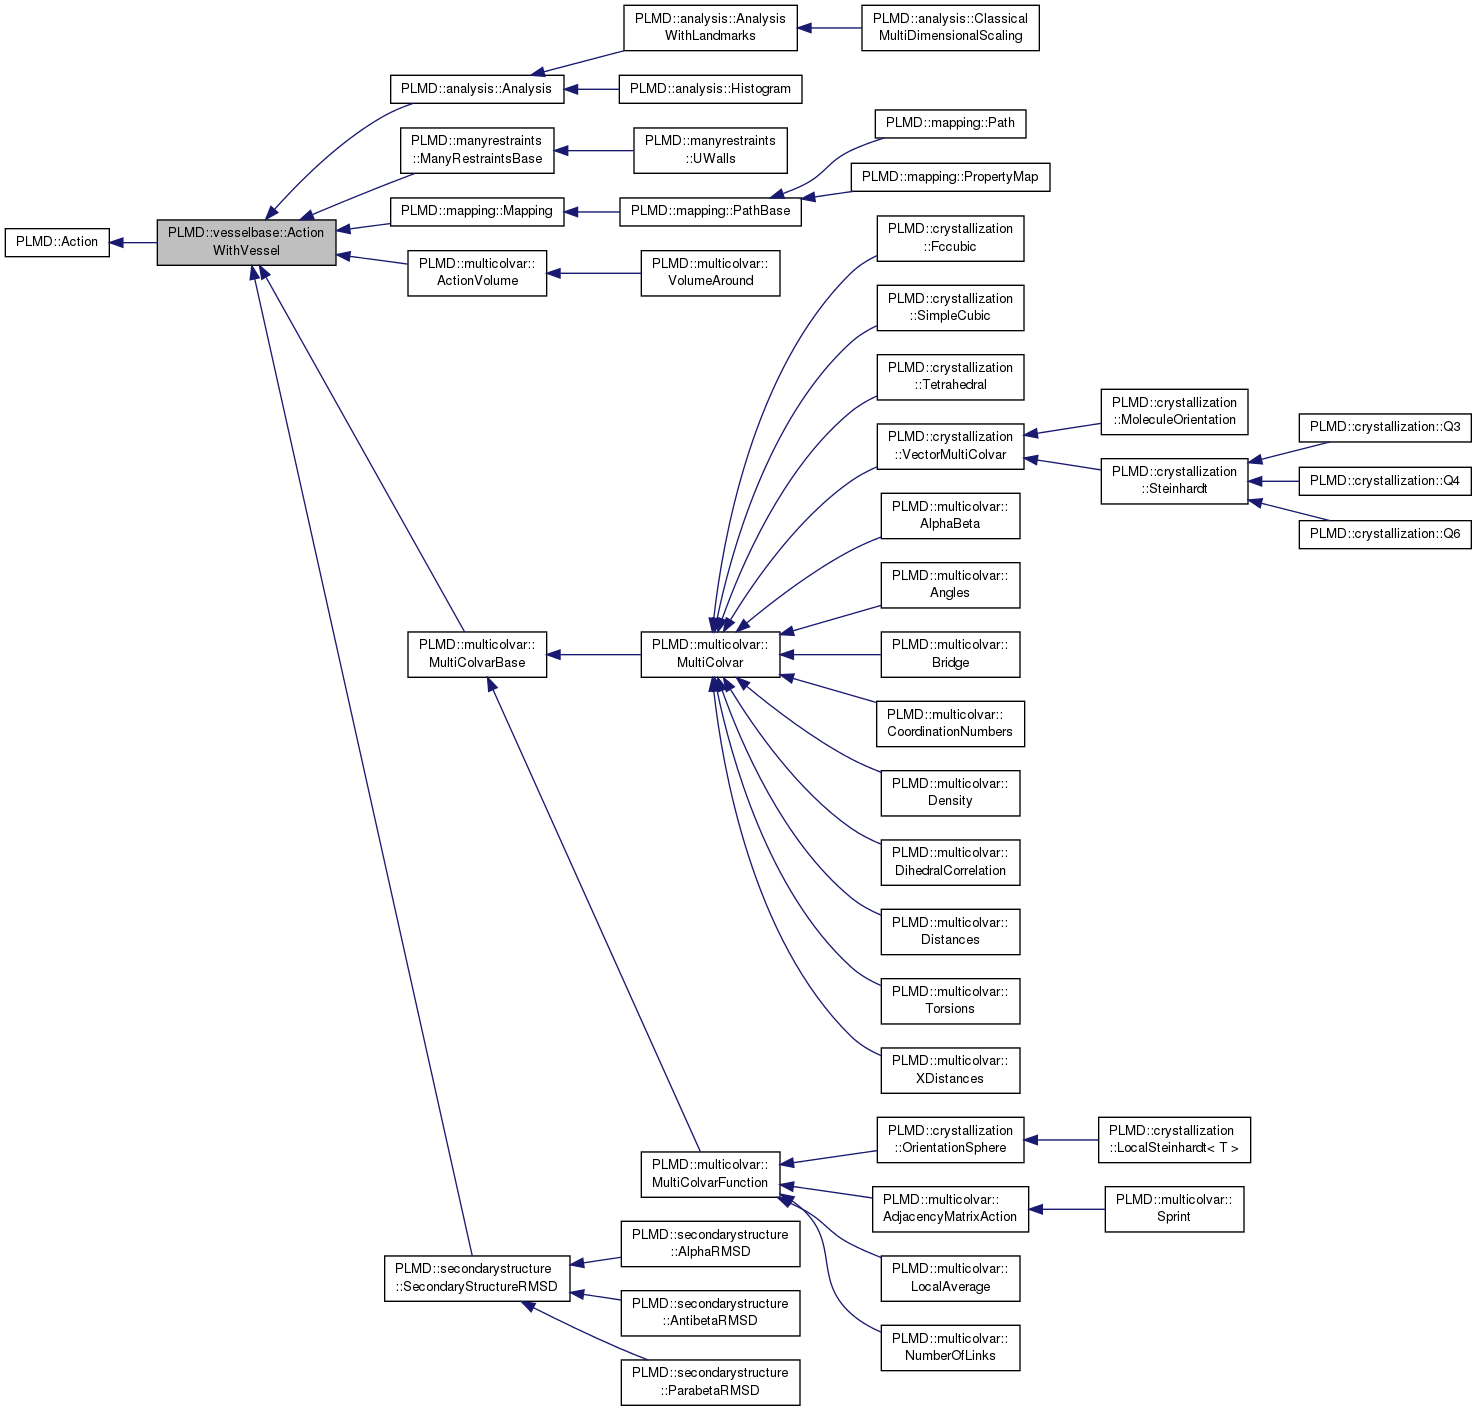 PLMD::Action
PLMD::vesselbase::Action
WithVessel
PLMD::analysis::Analysis
PLMD::analysis::Analysis
WithLandmarks
PLMD::analysis::Classical
MultiDimensionalScaling
PLMD::analysis::Histogram
PLMD::manyrestraints
::ManyRestraintsBase
PLMD::manyrestraints
::UWalls
PLMD::mapping::Mapping
PLMD::mapping::PathBase
PLMD::mapping::Path
PLMD::mapping::PropertyMap
PLMD::multicolvar::
ActionVolume
PLMD::multicolvar::
VolumeAround
PLMD::multicolvar::
MultiColvarBase
PLMD::multicolvar::
MultiColvar
PLMD::crystallization
::Fccubic
PLMD::crystallization
::SimpleCubic
PLMD::crystallization
::Tetrahedral
PLMD::crystallization
::VectorMultiColvar
PLMD::crystallization
::MoleculeOrientation
PLMD::crystallization
::Steinhardt
PLMD::crystallization::Q3
PLMD::crystallization::Q4
PLMD::crystallization::Q6
PLMD::multicolvar::
AlphaBeta
PLMD::multicolvar::
Angles
PLMD::multicolvar::
Bridge
PLMD::multicolvar::
CoordinationNumbers
PLMD::multicolvar::
Density
PLMD::multicolvar::
DihedralCorrelation
PLMD::multicolvar::
Distances
PLMD::multicolvar::
Torsions
PLMD::multicolvar::
XDistances
PLMD::multicolvar::
MultiColvarFunction
PLMD::crystallization
::OrientationSphere
PLMD::crystallization
::LocalSteinhardt< T >
PLMD::multicolvar::
AdjacencyMatrixAction
PLMD::multicolvar::
Sprint
PLMD::multicolvar::
LocalAverage
PLMD::multicolvar::
NumberOfLinks
PLMD::secondarystructure
::SecondaryStructureRMSD
PLMD::secondarystructure
::AlphaRMSD
PLMD::secondarystructure
::AntibetaRMSD
PLMD::secondarystructure
::ParabetaRMSD